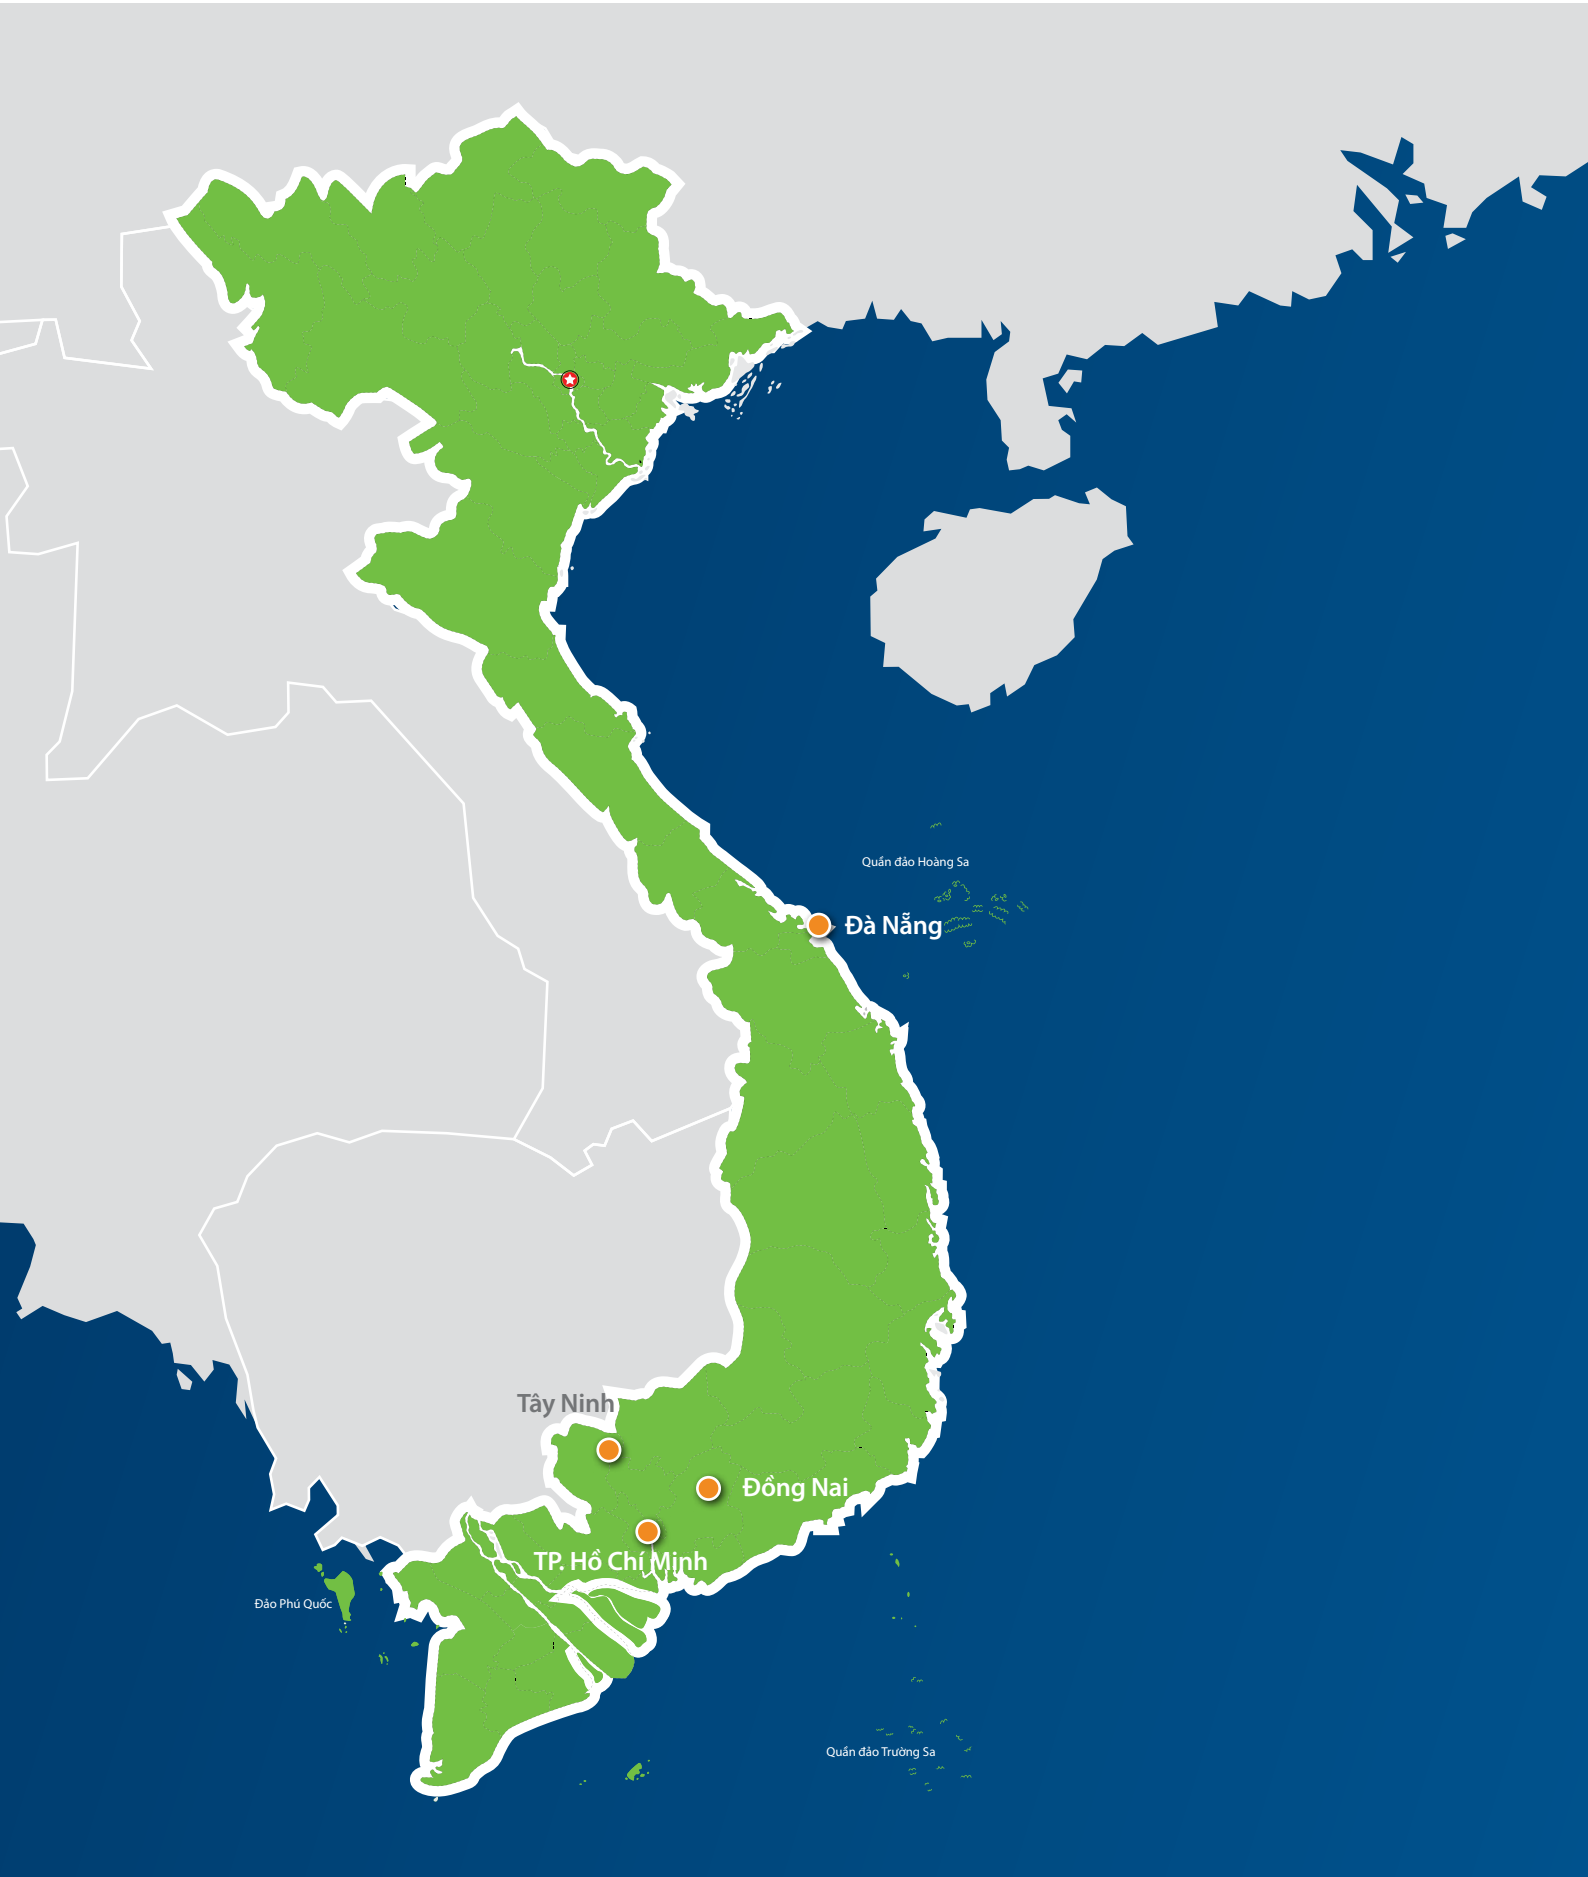 Quần đảo Hoàng Sa
Đà Nẵng
Tây Ninh
Đồng Nai
TP. Hồ Chí Minh
Đảo Phú Quốc
Quần đảo Trường Sa